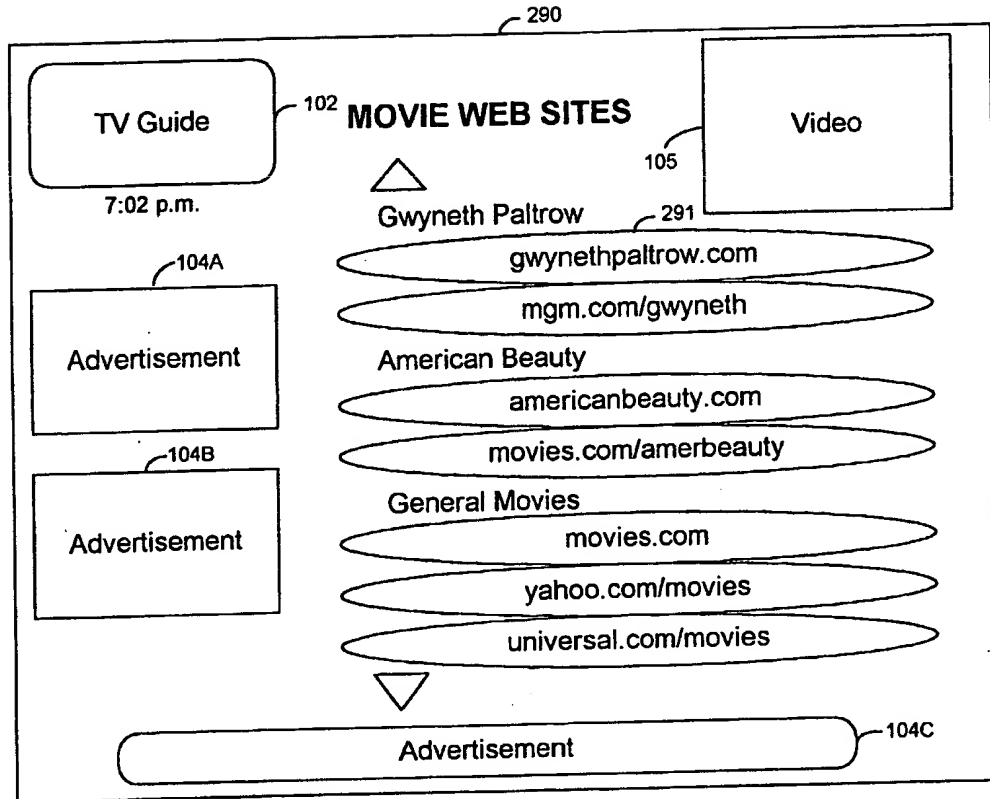 290
TV Guide
102
MOVIE WEB SITES
Video
105
7:02 p.m.
Gwyneth Paltrow
291
gwynethpaltrow.com
104A
mgm.com/gwyneth
Advertisement
American Beauty
americanbeauty.com
104B
movies.com/amerbeauty
General Movies
Advertisement
movies.com
yahoo.com/movies
universal.com/movies
Advertisement
104C